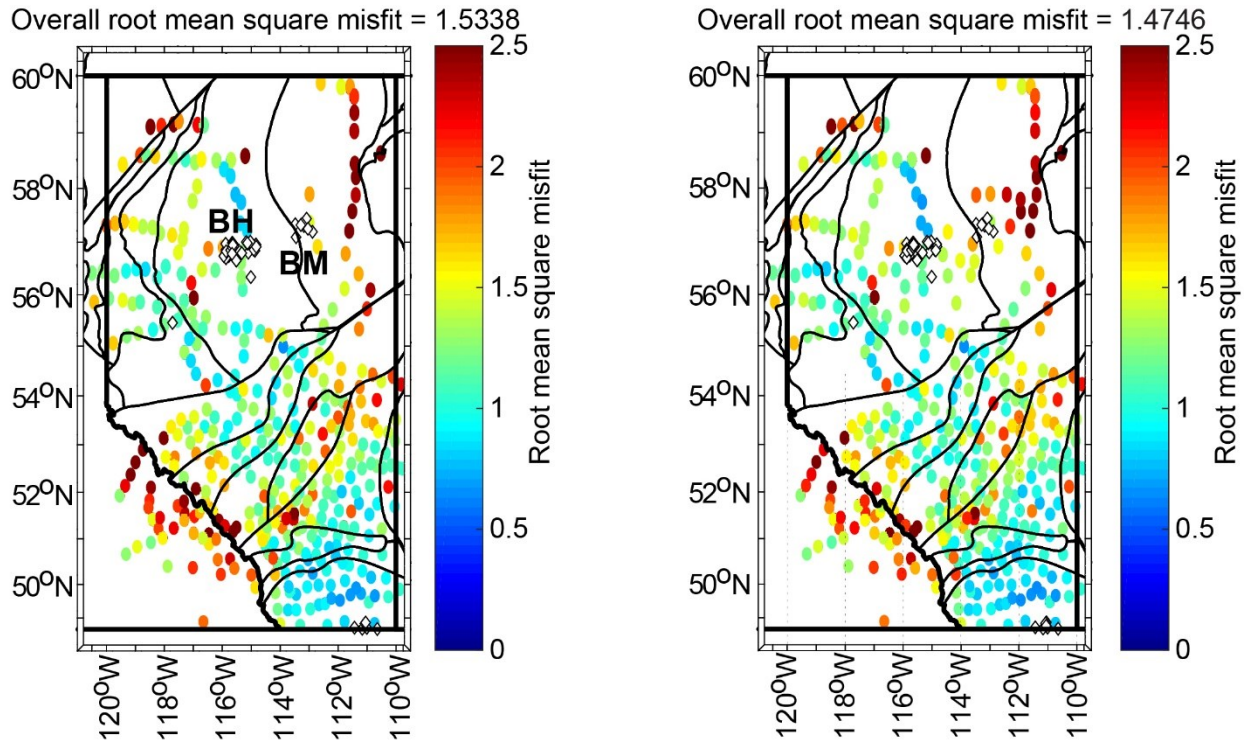 Overall root mean square misfit = 1.5338
60°N
58°N
56°N
54°N
52°N
50°N
BH
BM
120°W
118°W
116°W
114°W
112°W
110°W
2.5
2
1.5
1
0.5
0
Root mean square misfit
Overall root mean square misfit = 1.4746
60°N
58°N
56°N
54°N
52°N
50°N
120°W
118°W
116°W
114°W
112°W
110°W
2.5
2
1.5
1
0.5
0
Root mean square misfit